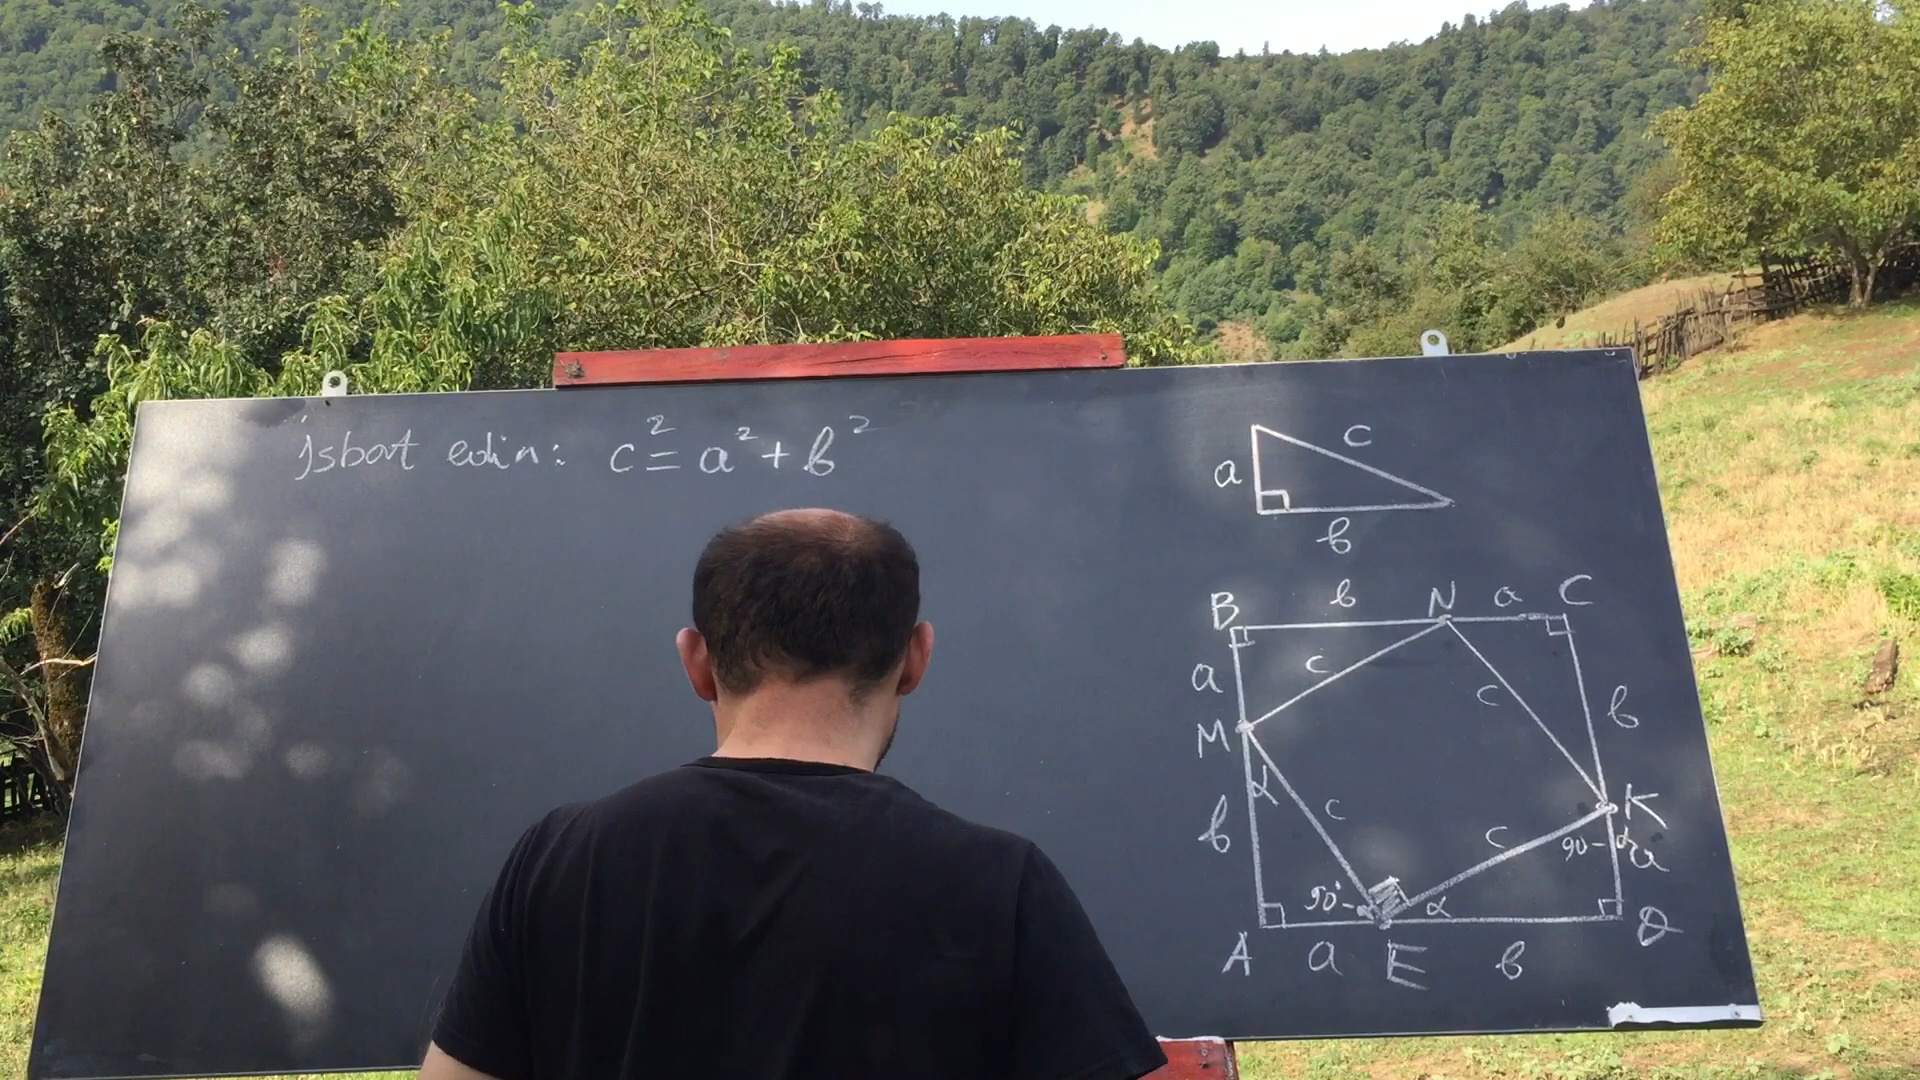 İsbat edin: c² = a² + b²
c
a
b
B b N a C
a c c b
M
α c c K
b 90-α a
90-α α
A a E b D